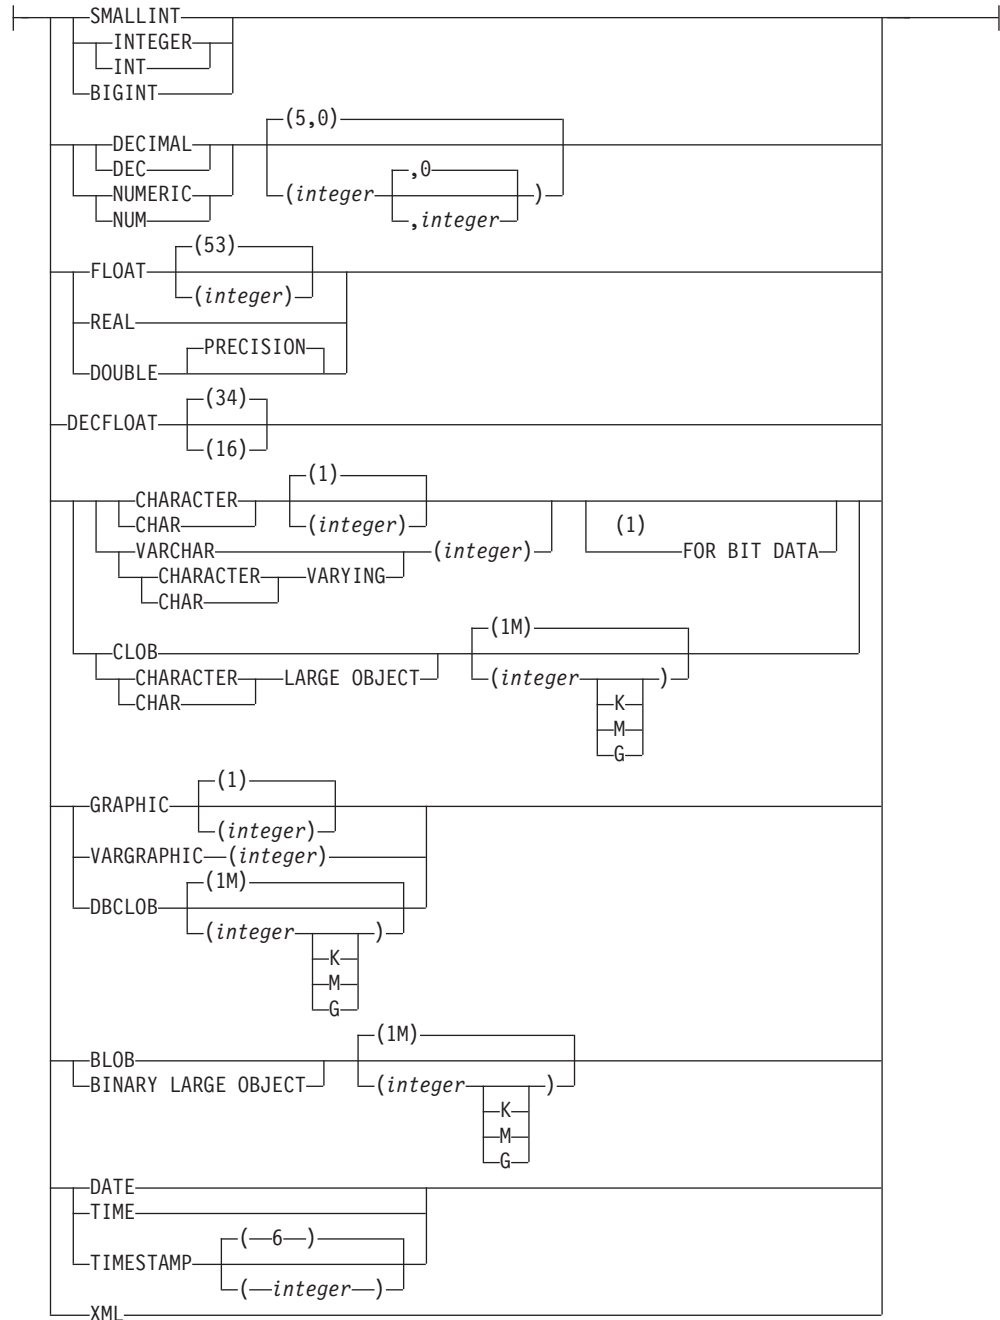 SMALLINT
INTEGER
INT
BIGINT
(5,0)
DECIMAL
DEC
(integer ,0 )
NUMERIC
,integer
NUM
(53)
FLOAT
(integer)
REAL
PRECISION
DOUBLE
(34)
DECFLOAT
(16)
(1)
CHARACTER
CHAR
(integer)
(1)
VARCHAR
(integer)
FOR BIT DATA
CHARACTER VARYING
CHAR
(1M)
CLOB
CHARACTER LARGE OBJECT
(integer )
CHAR
K
M
G
(1)
GRAPHIC
(integer)
VARGRAPHIC (integer)
(1M)
DBCLOB
(integer )
K
M
G
(1M)
BLOB
BINARY LARGE OBJECT
(integer )
K
M
G
DATE
TIME
( 6 )
TIMESTAMP
( integer )
XML